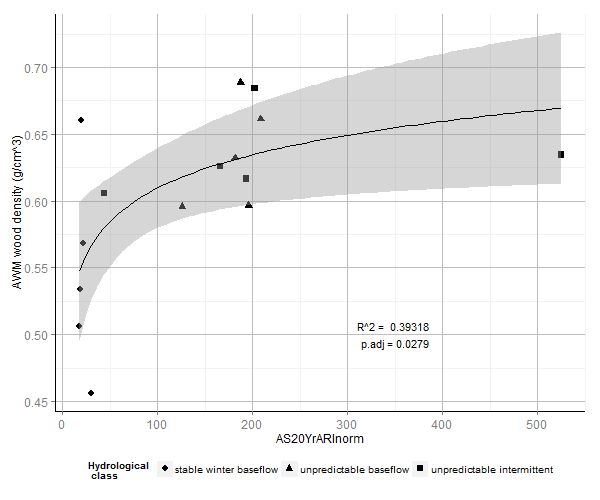 0.70
0.65
0.60
0.55
0.50
0.45
AWM wood density (g/cm^3)
R^2 = 0.39318
p.adj = 0.0279
0 100 200 300 400 500
AS20YrARInorm
Hydrological
class
stable winter baseflow unpredictable baseflow unpredictable intermittent